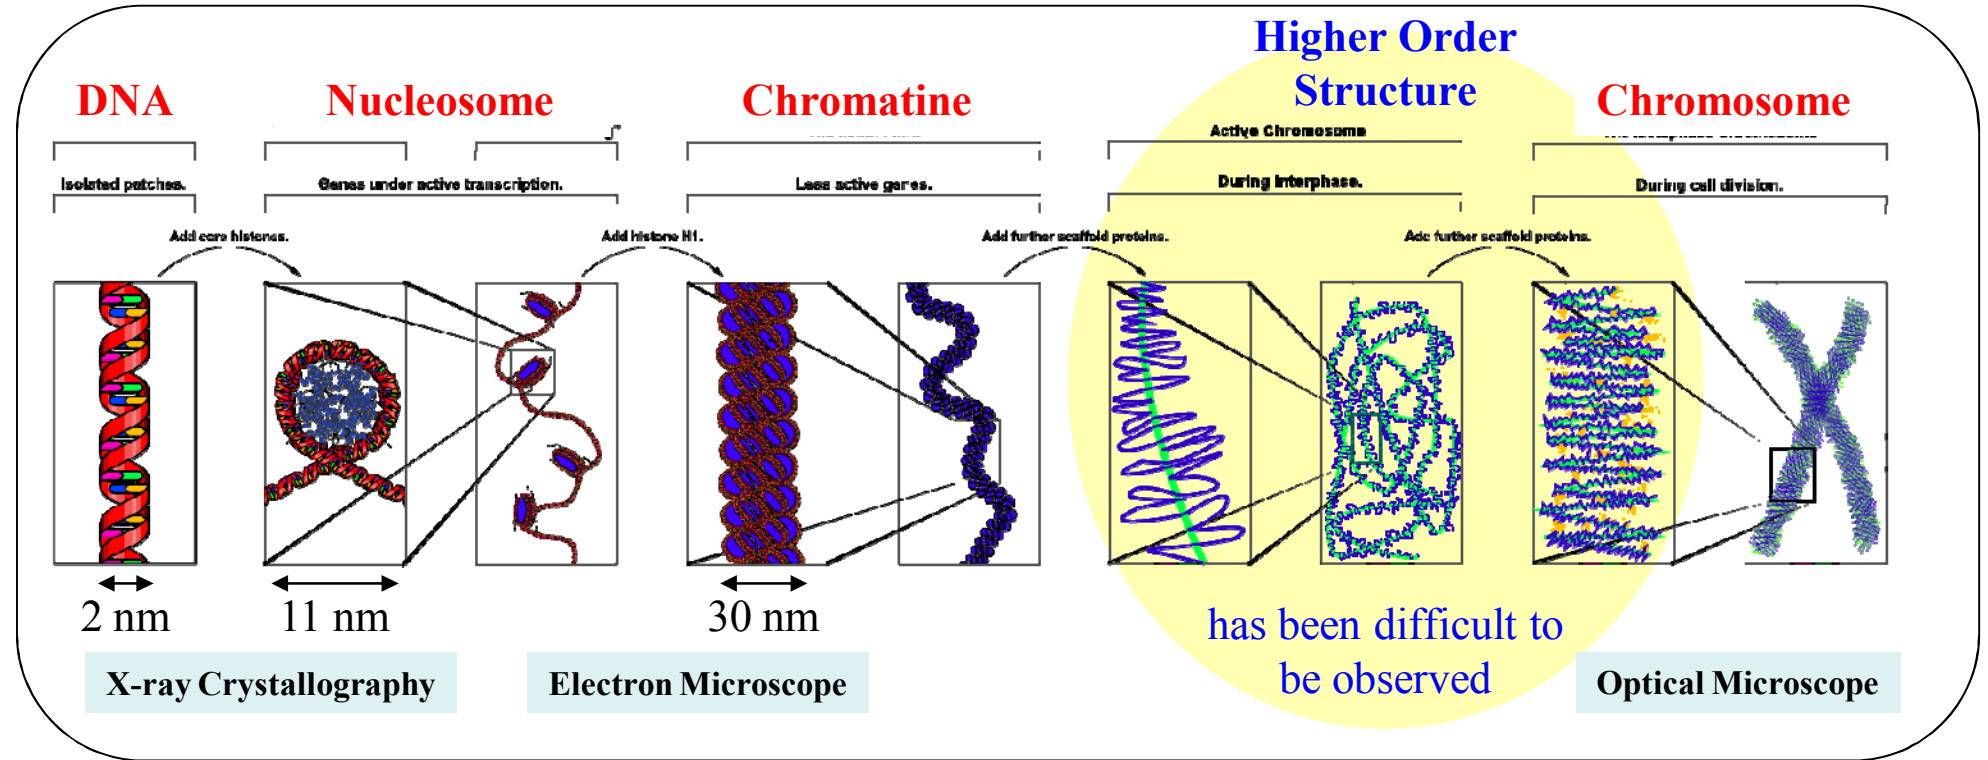 DNA
Nucleosome
Chromatine
Higher Order
Structure
Chromosome
Active Chromosome
Isolated patches.
Genes under active transcription.
Less active genes.
During interphase.
During cell division.
Add core histones.
Add histone H1.
Add further scaffold proteins.
Add further scaffold proteins.
2 nm
11 nm
30 nm
has been difficult to
be observed
X-ray Crystallography
Electron Microscope
Optical Microscope